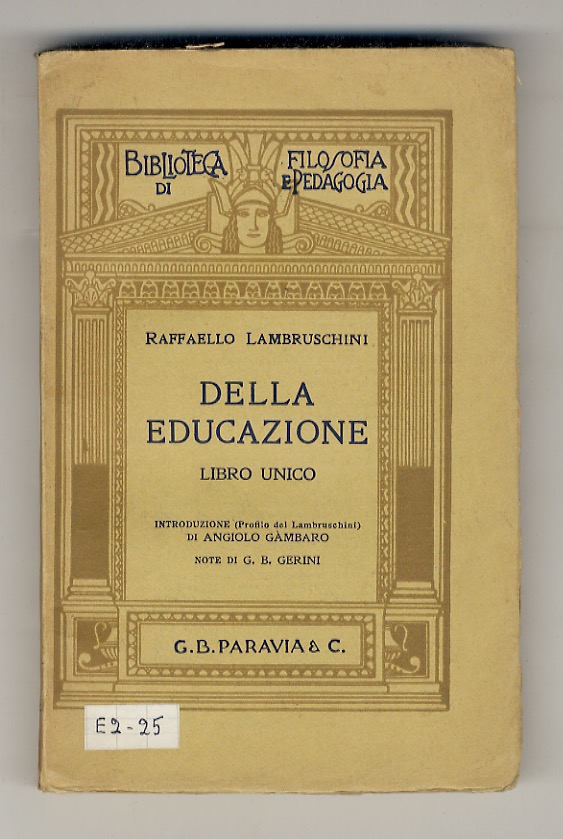 BIBLIOTECA
DI
FILOSOFIA
E PEDAGOGIA
RAFFAELLO LAMBRUSCHINI
DELLA
EDUCAZIONE
LIBRO UNICO
INTRODUZIONE (Profilo del Lambruschini)
DI ANGIOLO GÀMBARO
NOTE DI G. B. GERINI
G.B. PARAVIA & C.
E2-25